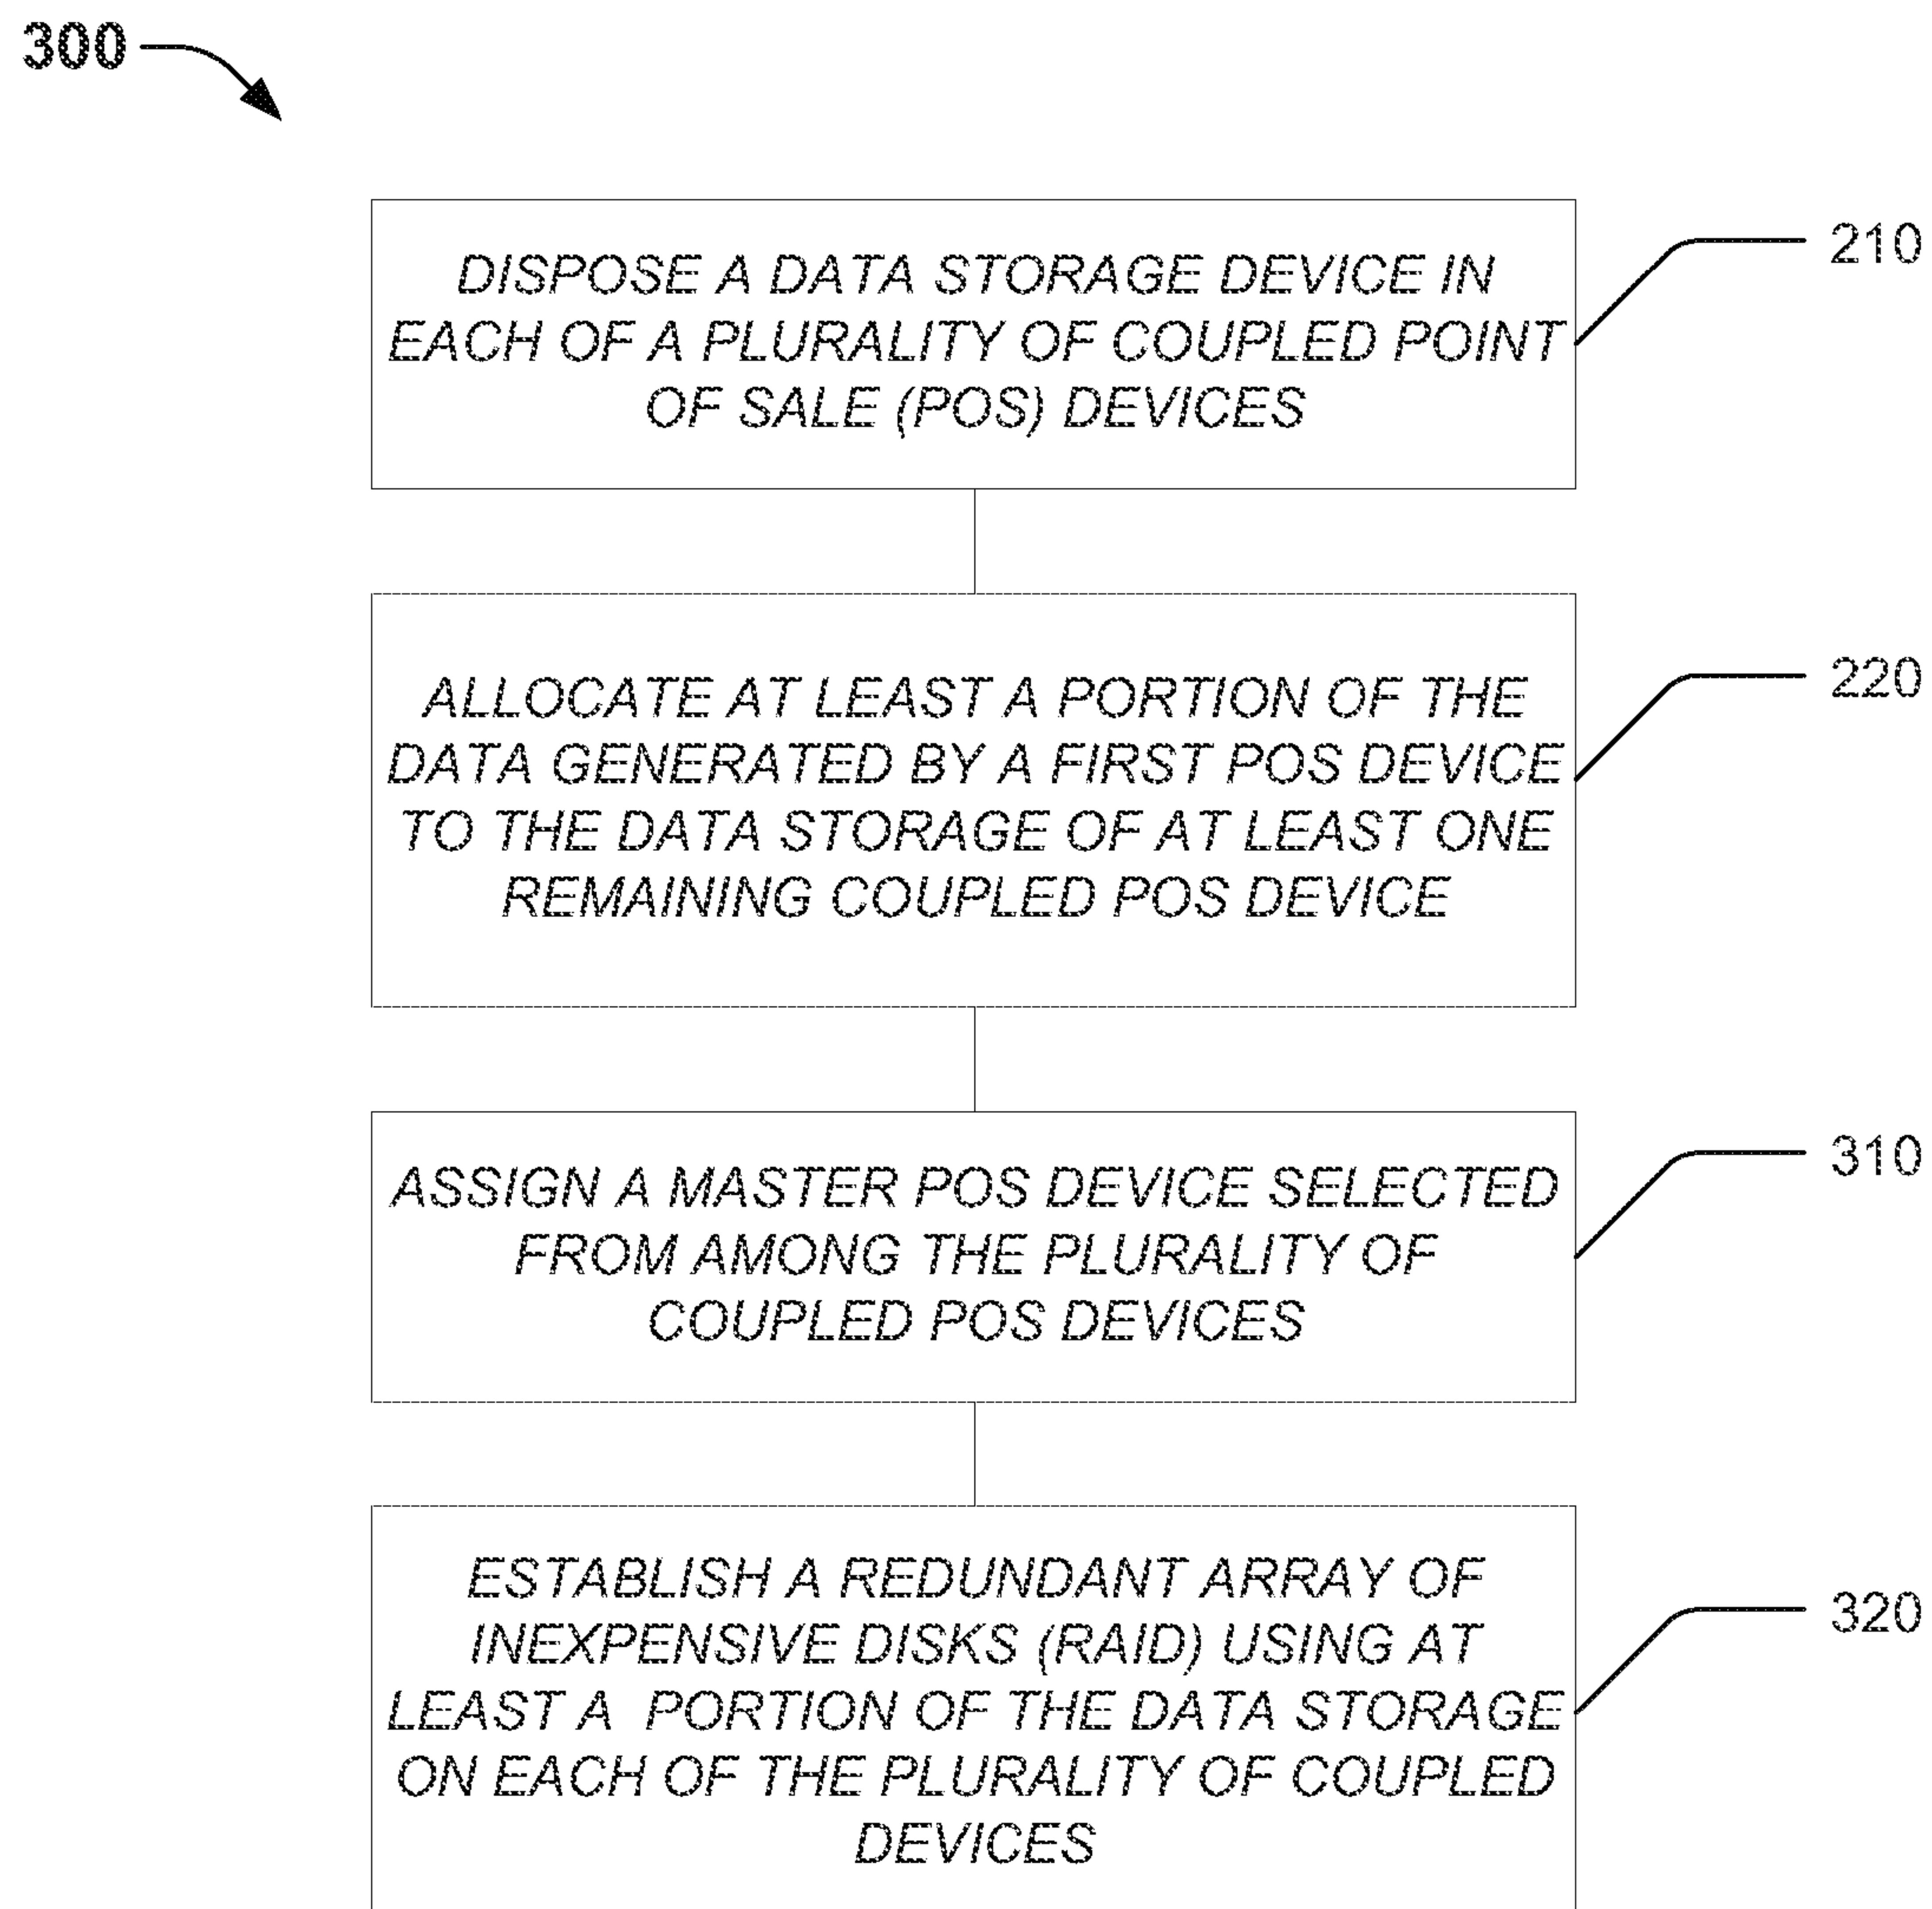 300
DISPOSE A DATA STORAGE DEVICE IN
EACH OF A PLURALITY OF COUPLED POINT
OF SALE (POS) DEVICES
210
ALLOCATE AT LEAST A PORTION OF THE
DATA GENERATED BY A FIRST POS DEVICE
TO THE DATA STORAGE OF AT LEAST ONE
REMAINING COUPLED POS DEVICE
220
ASSIGN A MASTER POS DEVICE SELECTED
FROM AMONG THE PLURALITY OF
COUPLED POS DEVICES
310
ESTABLISH A REDUNDANT ARRAY OF
INEXPENSIVE DISKS (RAID) USING AT
LEAST A PORTION OF THE DATA STORAGE
ON EACH OF THE PLURALITY OF COUPLED
DEVICES
320